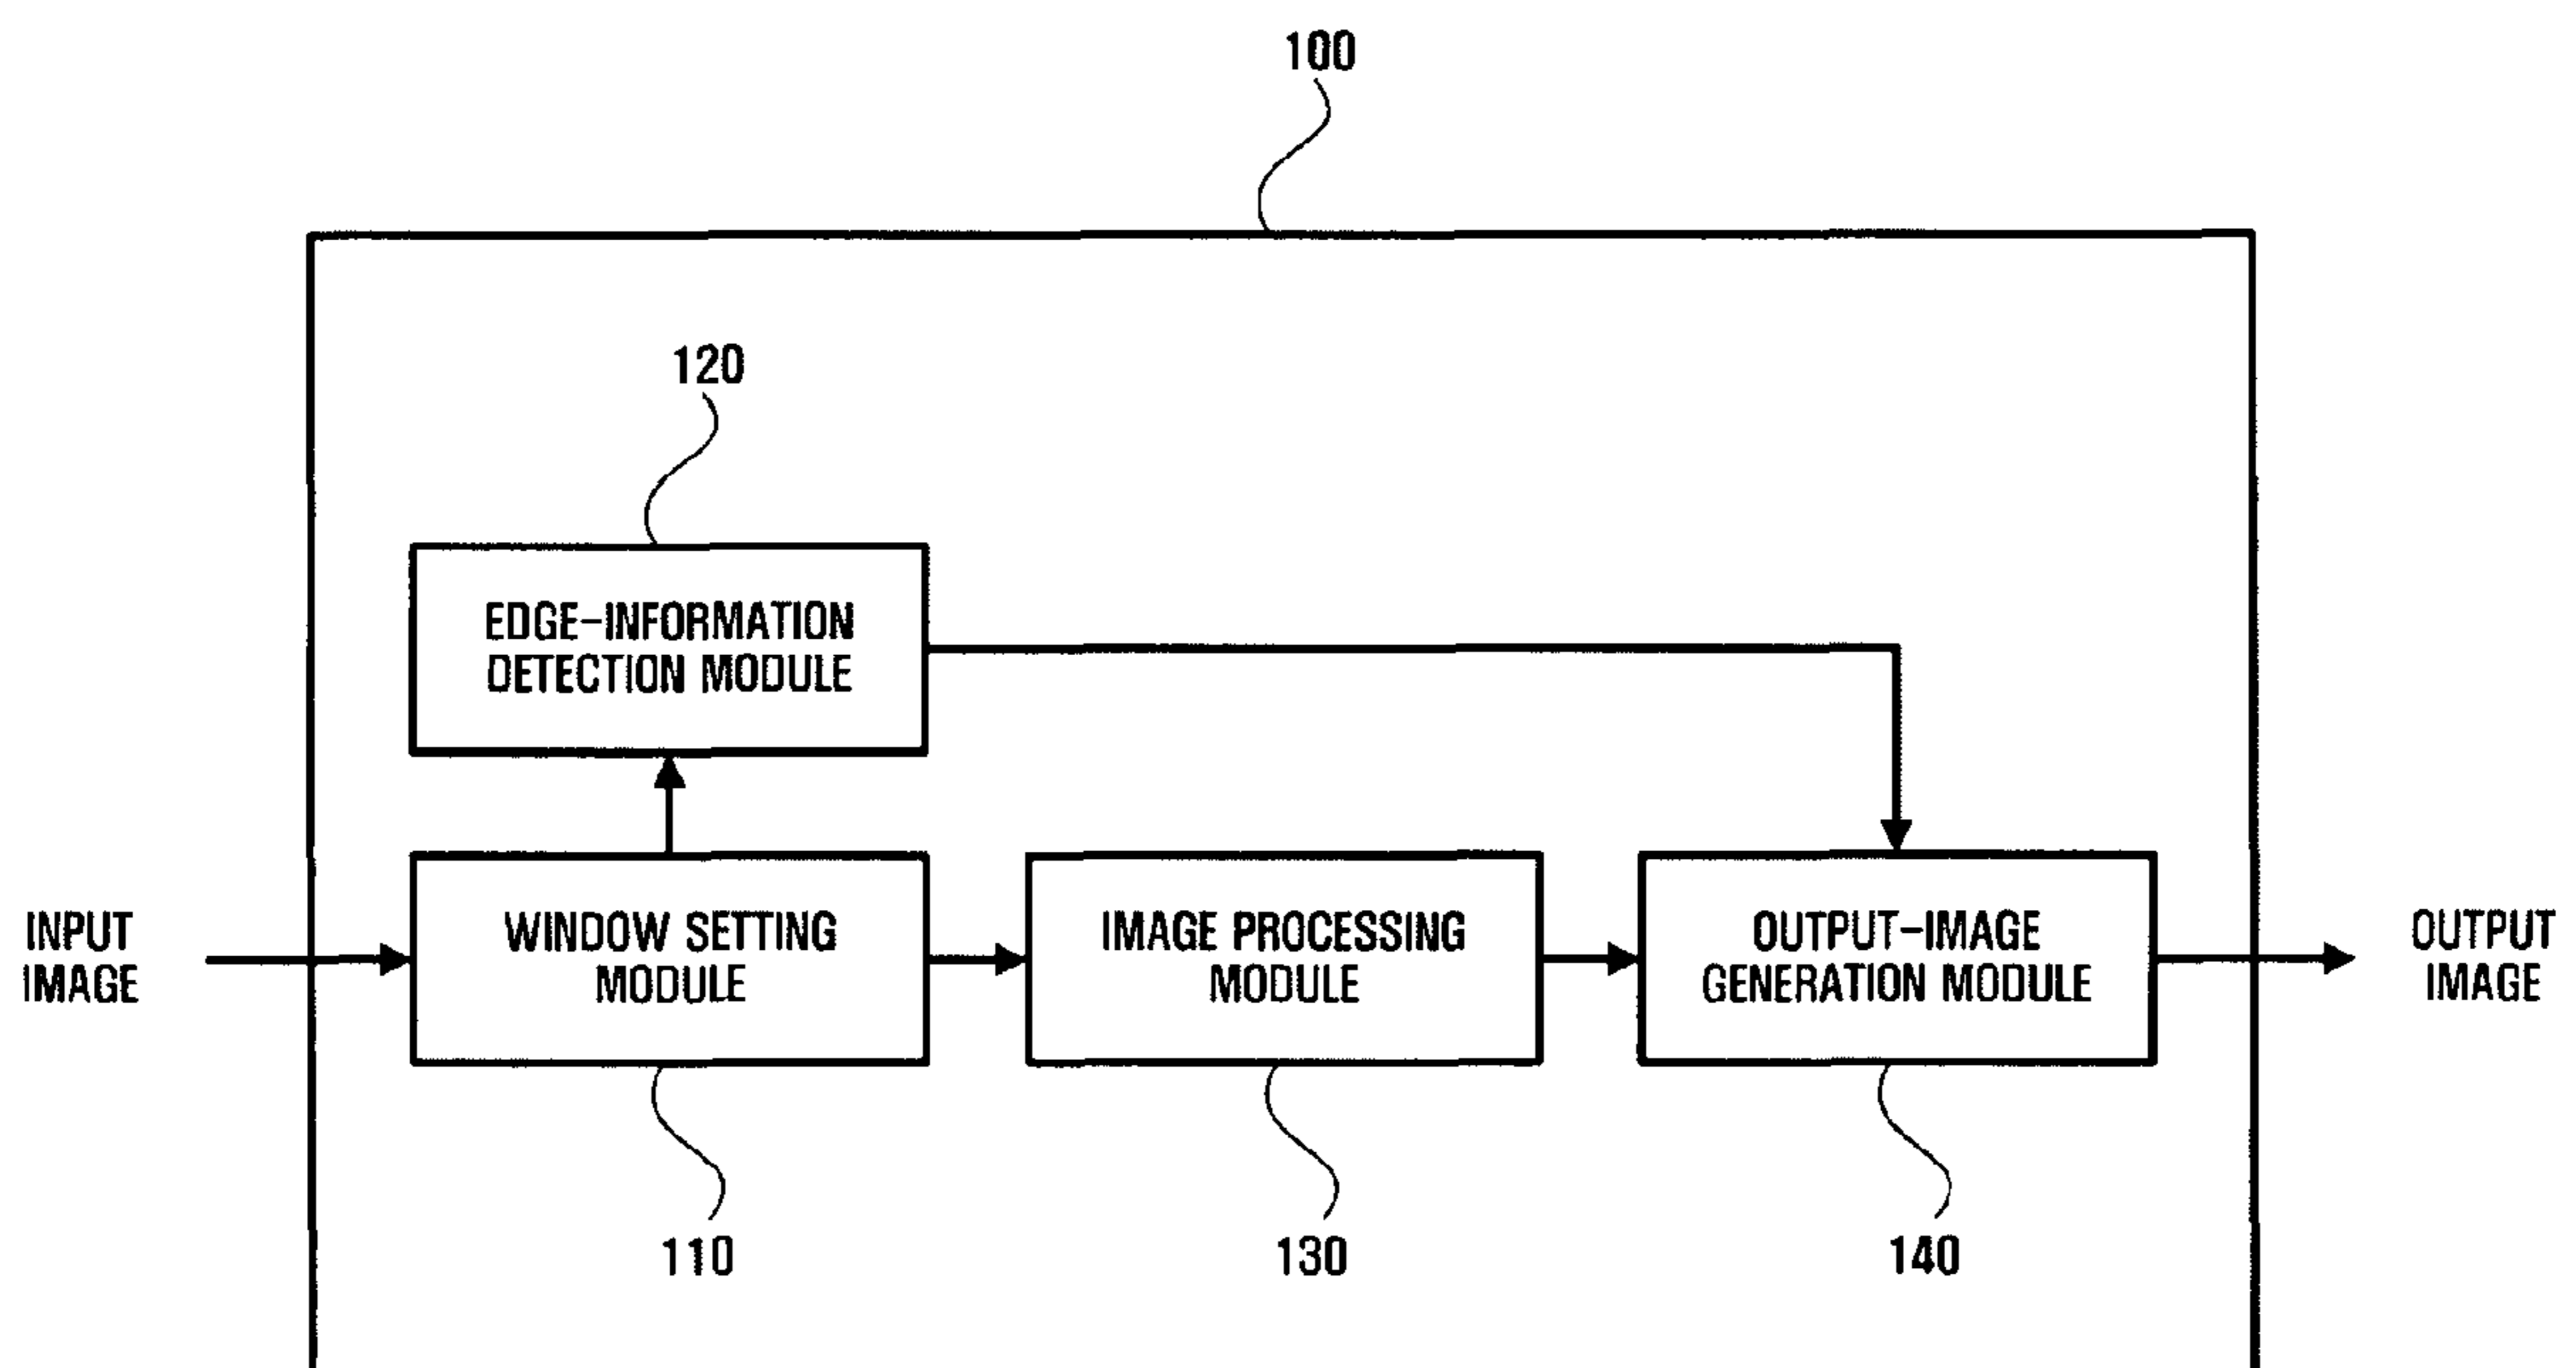 100
120
EDGE-INFORMATION
DETECTION MODULE
INPUT
IMAGE
WINDOW SETTING
MODULE
IMAGE PROCESSING
MODULE
OUTPUT-IMAGE
GENERATION MODULE
OUTPUT
IMAGE
110
130
140